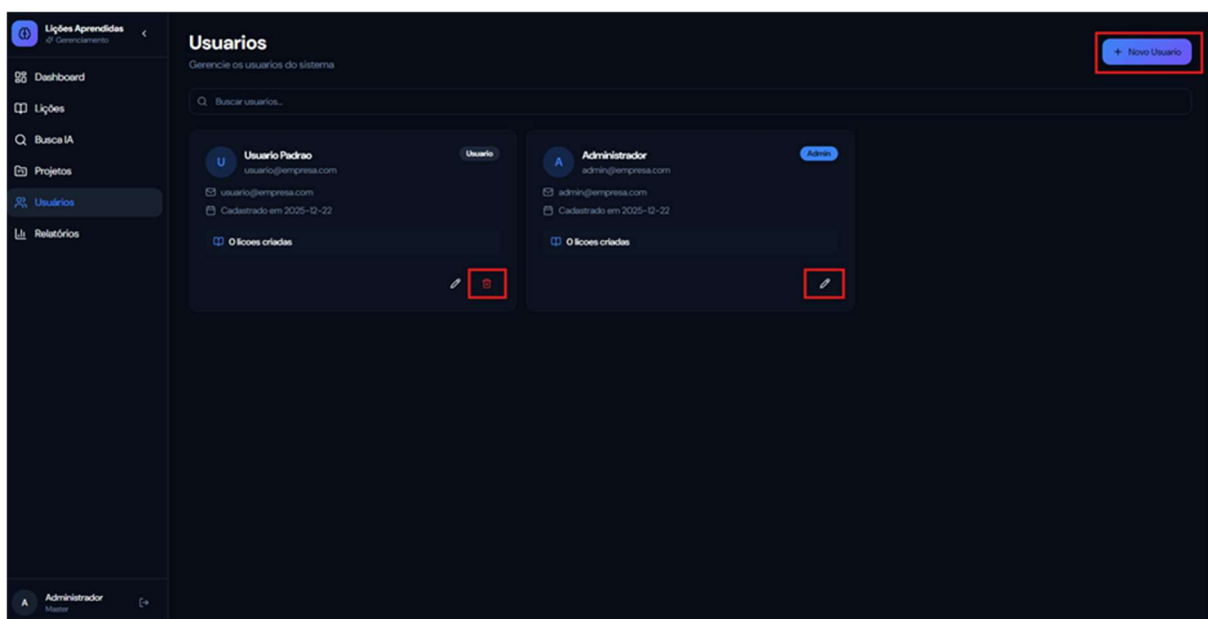 Lições Aprendidas
Gerenciamento
Dashboard
Lições
Busca IA
Projetos
Usuários
Relatórios
Administrador
Master
Usuarios
Gerencie os usuarios do sistema
+ Novo Usuario
Buscar usuarios...
U
Usuario Padrao
Usuario
usuario@empresa.com
usuario@empresa.com
Cadastrado em 2025-12-22
0 licoes criadas
A
Administrador
Admin
admin@empresa.com
admin@empresa.com
Cadastrado em 2025-12-22
0 licoes criadas
A